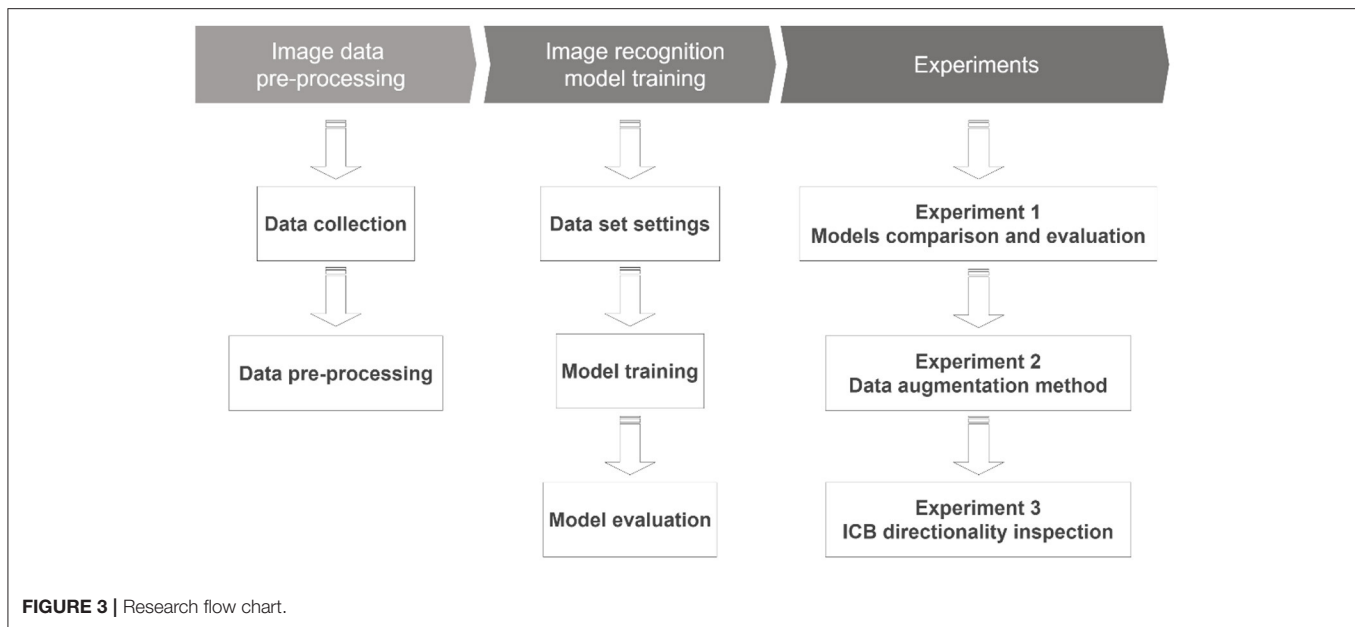 Image data
pre-processing
Image recognition
model training
Experiments
Data collection
Data pre-processing
Data set settings
Model training
Model evaluation
Experiment 1
Models comparison and evaluation
Experiment 2
Data augmentation method
Experiment 3
ICB directionality inspection
FIGURE 3 | Research flow chart.